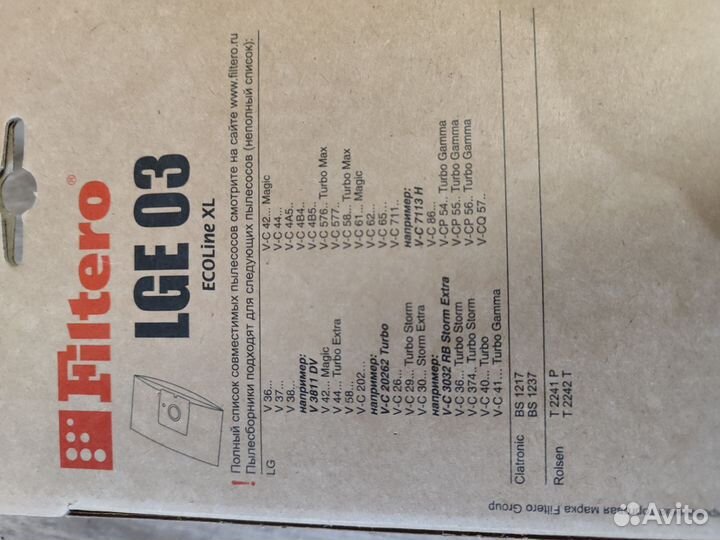 Filtero®
LGE 03
ECOLine XL
! Полный список совместимых пылесосов смотрите на сайте www.filtero.ru
Пылесборники подходят для следующих пылесосов (неполный список):
LG
V 36...
V 37...
V 38...
например:
V 3811 DV
V 42... Magic
V 44... Turbo Extra
V 58...
V-C 202...
например:
V-C 20262 Turbo
V-C 26...
V-C 29... Turbo Storm
V-C 30... Storm Extra
например:
V-C 3032 RB Storm Extra
V-C 36... Turbo Storm
V-C 374.. Turbo Storm
V-C 40... Turbo
V-C 41... Turbo Gamma
V-C 42... Magic
V-C 44...
V-C 4A5..
V-C 4B4..
V-C 4B5..
V-C 576.. Turbo Max
V-C 577..
V-C 58... Turbo Max
V-C 61... Magic
V-C 62...
V-C 65...
V-C 711..
например:
V-C 7113 H
V-C 86...
V-CP 54.. Turbo Gamma
V-CP 55.. Turbo Gamma
V-CP 56.. Turbo Gamma
V-CQ 57..
Clatronic
BS 1217
BS 1237
Rolsen
T 2241 P
T 2242 T
марка Filtero Group
Avito